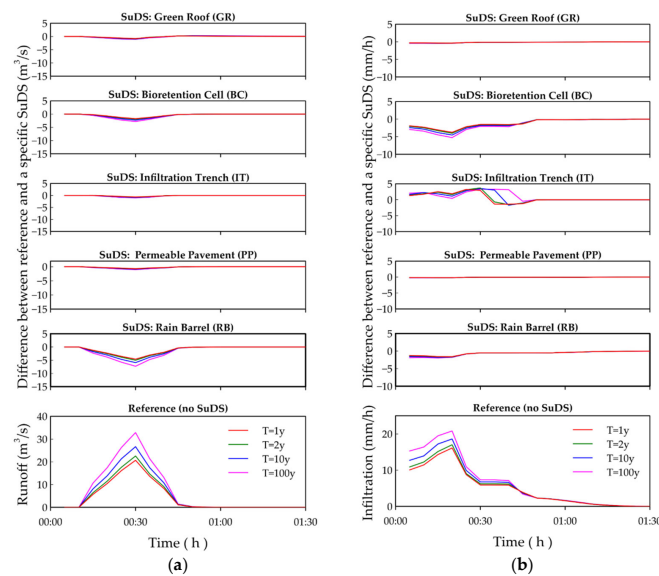 SuDS: Green Roof (GR)
5
0
−5
−10
−15
SuDS: Bioretention Cell (BC)
5
0
−5
−10
−15
SuDS: Infiltration Trench (IT)
5
0
−5
−10
−15
SuDS: Permeable Pavement (PP)
5
0
−5
−10
−15
SuDS: Rain Barrel (RB)
5
0
−5
−10
−15
Difference between reference and a specific SuDS (m³/s)
Reference (no SuDS)
40
30
20
10
0
T=1y
T=2y
T=10y
T=100y
Runoff (m³/s)
00:00
00:30
01:00
01:30
Time ( h )
(a)
SuDS: Green Roof (GR)
5
0
−5
−10
SuDS: Bioretention Cell (BC)
5
0
−5
−10
SuDS: Infiltration Trench (IT)
5
0
−5
−10
SuDS: Permeable Pavement (PP)
5
0
−5
−10
SuDS: Rain Barrel (RB)
5
0
−5
−10
Difference between reference and a specific SuDS (mm/h)
Reference (no SuDS)
20
10
0
T=1y
T=2y
T=10y
T=100y
Infiltration (mm/h)
00:00
00:30
01:00
01:30
Time ( h )
(b)